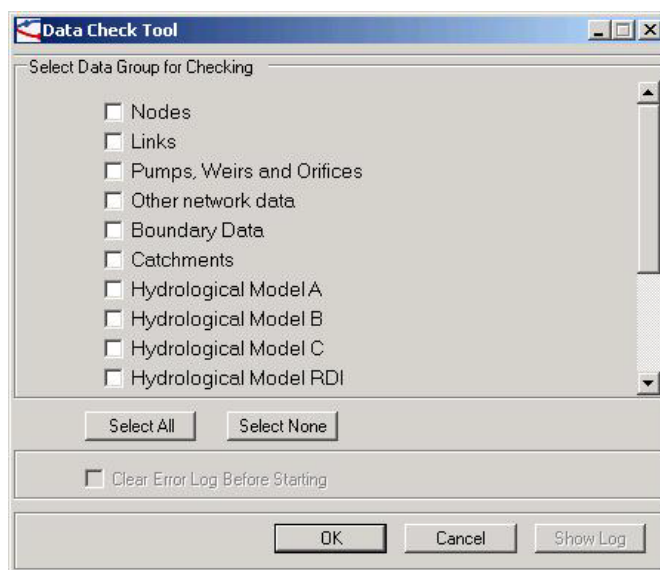 Data Check Tool
Select Data Group for Checking
Nodes
Links
Pumps, Weirs and Orifices
Other network data
Boundary Data
Catchments
Hydrological Model A
Hydrological Model B
Hydrological Model C
Hydrological Model RDI
Select All Select None
Clear Error Log Before Starting
OK Cancel Show Log